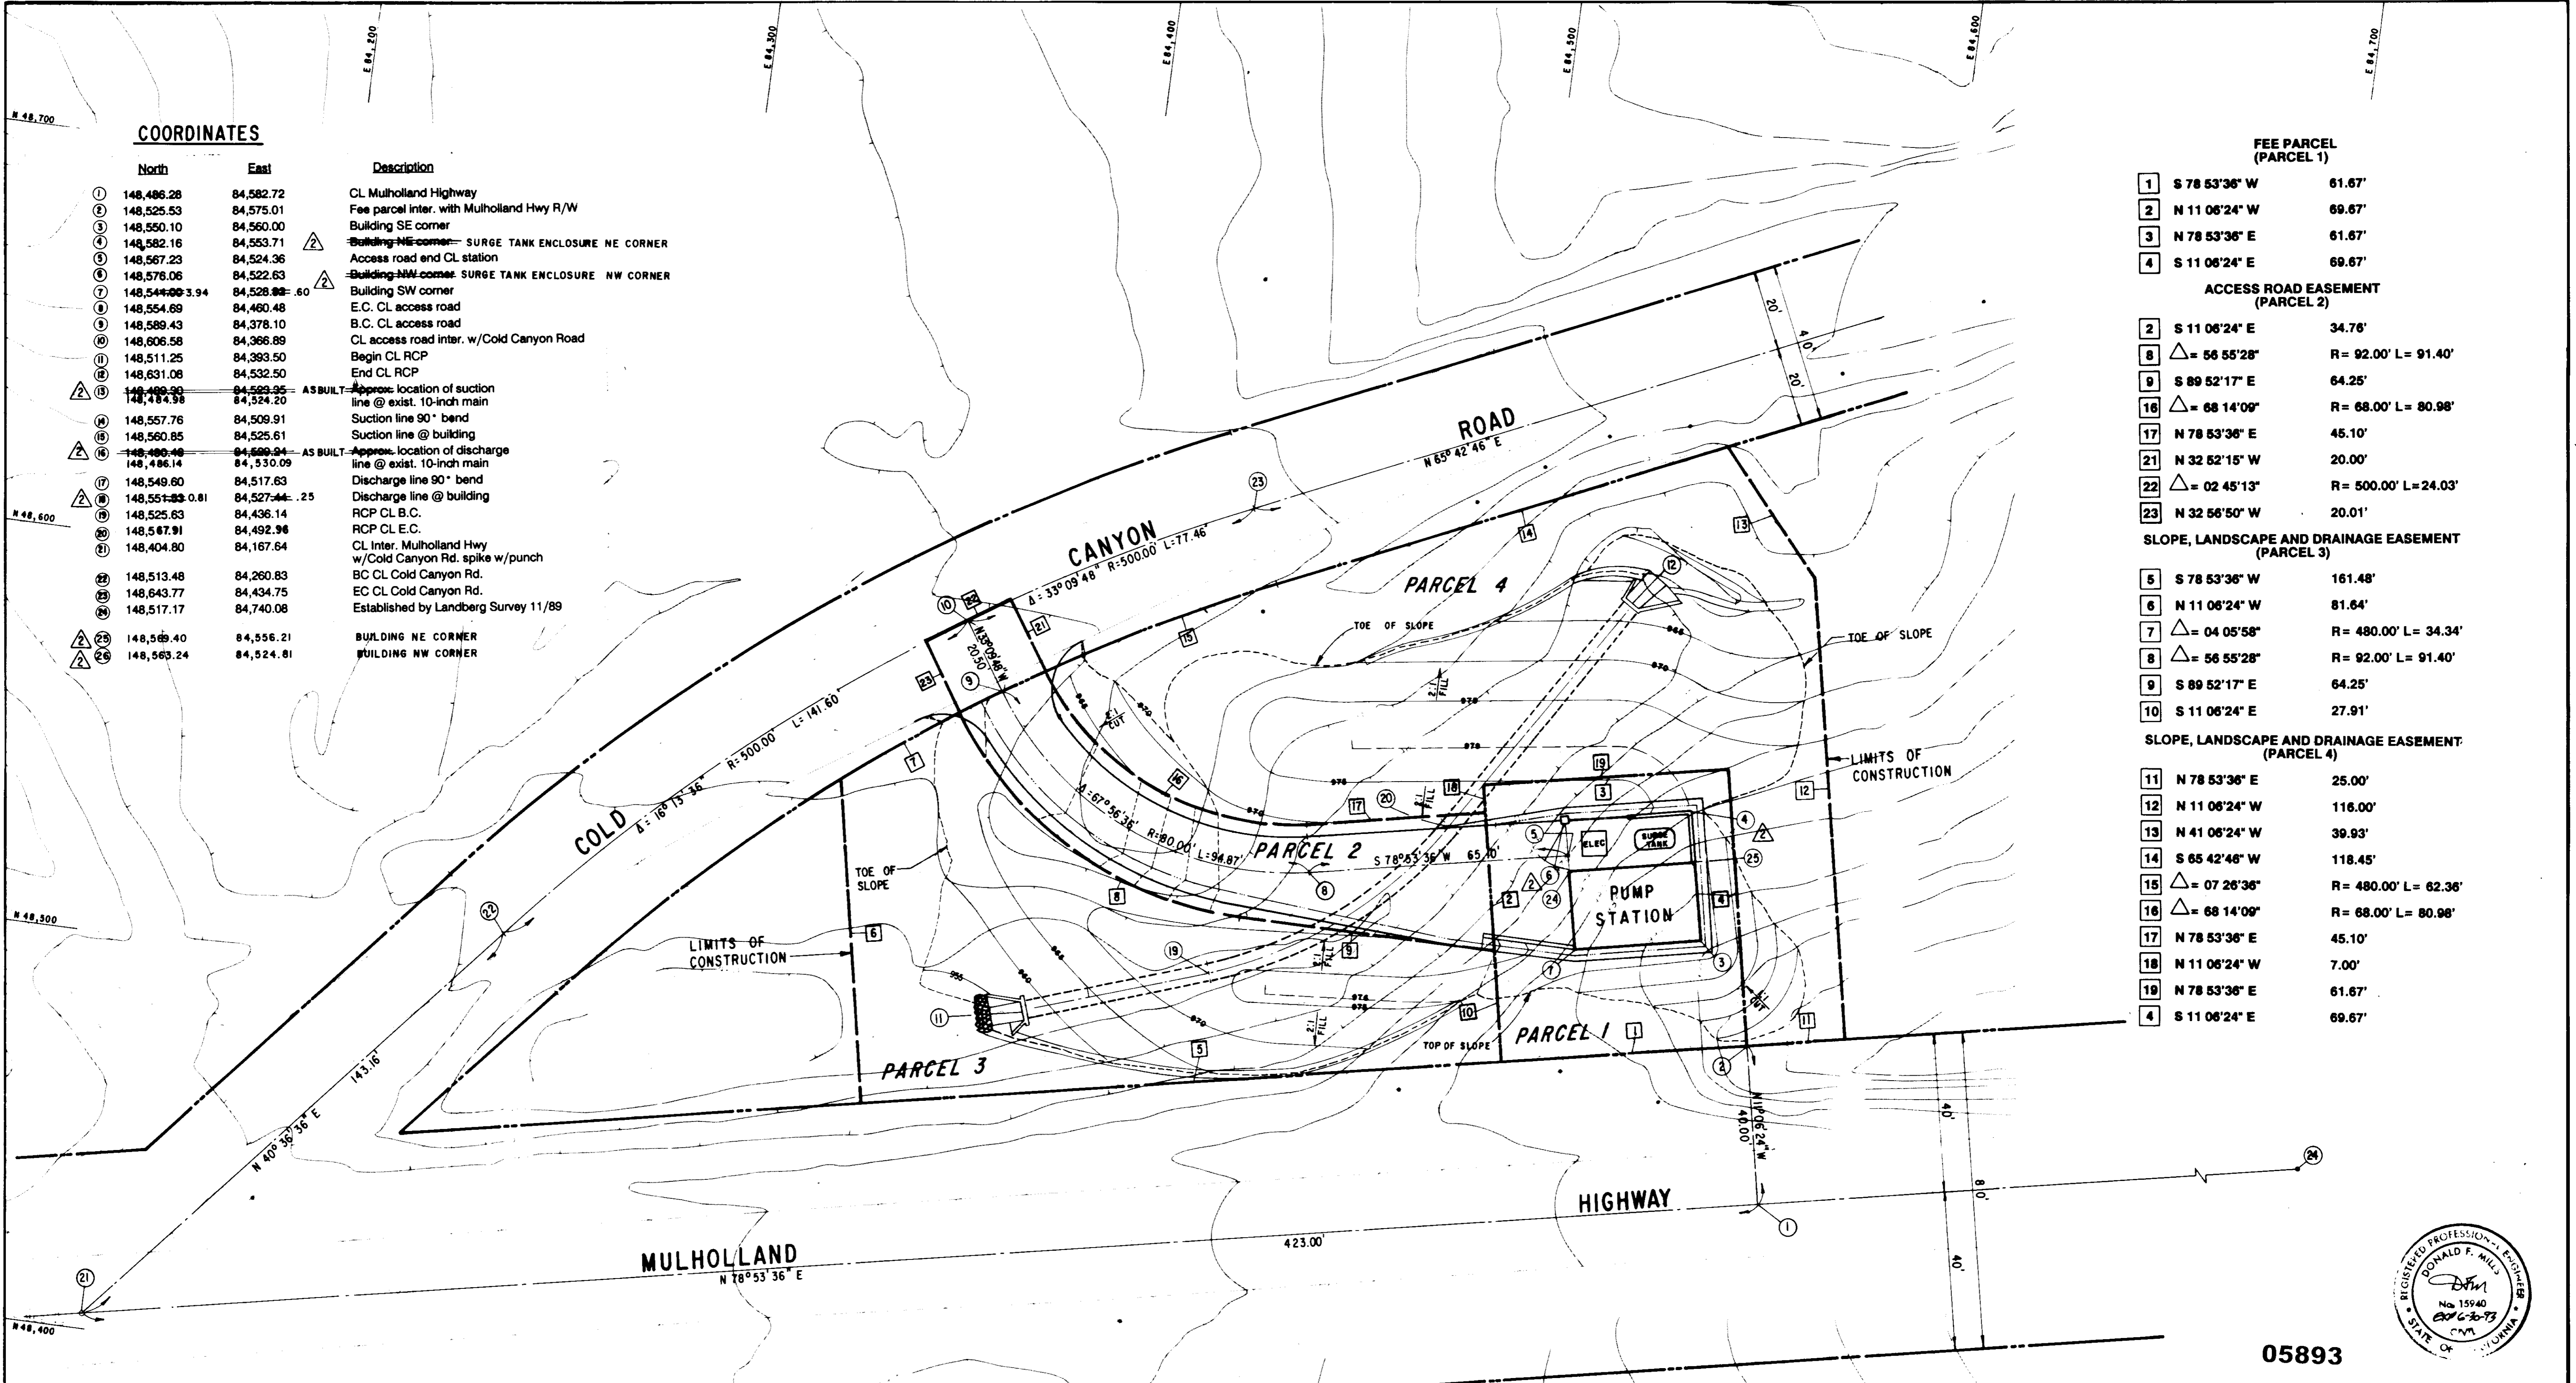 E 84,200
E 84,300
E 84,400
E 84,500
E 84,600
E 84,700
N 48,700
N 48,600
N 48,500
N 48,400
COORDINATES
North East Description
1 148,486.28 84,582.72 CL Mulholland Highway
2 148,525.53 84,575.01 Fee parcel inter. with Mulholland Hwy R/W
3 148,550.10 84,560.00 Building SE corner
4 148,582.16 84,553.71 2 Building NE corner SURGE TANK ENCLOSURE NE CORNER
5 148,567.23 84,524.36 Access road end CL station
6 148,576.06 84,522.63 2 Building NW corner SURGE TANK ENCLOSURE NW CORNER
7 148,544.00 3.94 84,528. .60 2 Building SW corner
8 148,554.69 84,460.48 E.C. CL access road
9 148,589.43 84,378.10 B.C. CL access road
10 148,606.58 84,366.89 CL access road inter. w/Cold Canyon Road
11 148,511.25 84,393.50 Begin CL RCP
12 148,631.08 84,532.50 End CL RCP
2 13 AS BUILT Approx. location of suction
148,484.98 84,524.20 line @ exist. 10-inch main
14 148,557.76 84,509.91 Suction line 90° bend
15 148,560.85 84,525.61 Suction line @ building
2 16 AS BUILT Approx. location of discharge
148,486.14 84,530.09 line @ exist. 10-inch main
17 148,549.60 84,517.63 Discharge line 90° bend
2 18 148,551.83 0.81 84,527.44 .25 Discharge line @ building
19 148,525.63 84,436.14 RCP CL B.C.
20 148,567.91 84,492.96 RCP CL E.C.
21 148,404.80 84,167.64 CL Inter. Mulholland Hwy
w/Cold Canyon Rd. spike w/punch
22 148,513.48 84,260.83 BC CL Cold Canyon Rd.
23 148,643.77 84,434.75 EC CL Cold Canyon Rd.
24 148,517.17 84,740.08 Established by Landberg Survey 11/89
2 25 148,569.40 84,556.21 BUILDING NE CORNER
2 26 148,563.24 84,524.81 BUILDING NW CORNER
FEE PARCEL
(PARCEL 1)
1 S 78 53'36" W 61.67'
2 N 11 06'24" W 69.67'
3 N 78 53'36" E 61.67'
4 S 11 06'24" E 69.67'
ACCESS ROAD EASEMENT
(PARCEL 2)
2 S 11 06'24" E 34.76'
8 △= 56 55'28" R= 92.00' L= 91.40'
9 S 89 52'17" E 64.25'
16 △= 68 14'09" R= 68.00' L= 80.98'
17 N 78 53'36" E 45.10'
21 N 32 52'15" W 20.00'
22 △= 02 45'13" R= 500.00' L=24.03'
23 N 32 56'50" W 20.01'
SLOPE, LANDSCAPE AND DRAINAGE EASEMENT
(PARCEL 3)
5 S 78 53'36" W 161.48'
6 N 11 06'24" W 81.64'
7 △= 04 05'58" R= 480.00' L= 34.34'
8 △= 56 55'28" R= 92.00' L= 91.40'
9 S 89 52'17" E 64.25'
10 S 11 06'24" E 27.91'
SLOPE, LANDSCAPE AND DRAINAGE EASEMENT
(PARCEL 4)
11 N 78 53'36" E 25.00'
12 N 11 06'24" W 116.00'
13 N 41 06'24" W 39.93'
14 S 65 42'46" W 118.45'
15 △= 07 26'36" R= 480.00' L= 62.36'
16 △= 68 14'09" R= 68.00' L= 80.98'
17 N 78 53'36" E 45.10'
18 N 11 06'24" W 7.00'
19 N 78 53'36" E 61.67'
4 S 11 06'24" E 69.67'
COLD CANYON ROAD
N 65° 42' 46" E
Δ= 33° 09' 48" R=500.00' L=77.46'
Δ= 16° 13' 36" R=500.00' L= 141.60'
143.16'
N 40° 36' 36" E
20'
40'
20'
N33°09'48"W
20.50'
PARCEL 4
TOE OF SLOPE
TOE OF SLOPE
2:1 FILL
2:1 CUT
LIMITS OF
CONSTRUCTION
Δ=67°56'36" R=80.00' L=94.87'
PARCEL 2
S 78°53'36" W 65.10'
ELEC
SURGE
TANK
PUMP
STATION
TOE OF
SLOPE
LIMITS OF
CONSTRUCTION
955
960
965
970
PARCEL 3
TOP OF SLOPE
PARCEL 1
2:1 FILL
N 11°06'24" W
40.00'
40'
80'
40'
MULHOLLAND HIGHWAY
N 78°53'36" E
423.00'
REGISTERED PROFESSIONAL ENGINEER
DONALD F. MILLS
No. 15940
EXP 6-30-93
CIVIL
STATE OF CALIFORNIA
05893